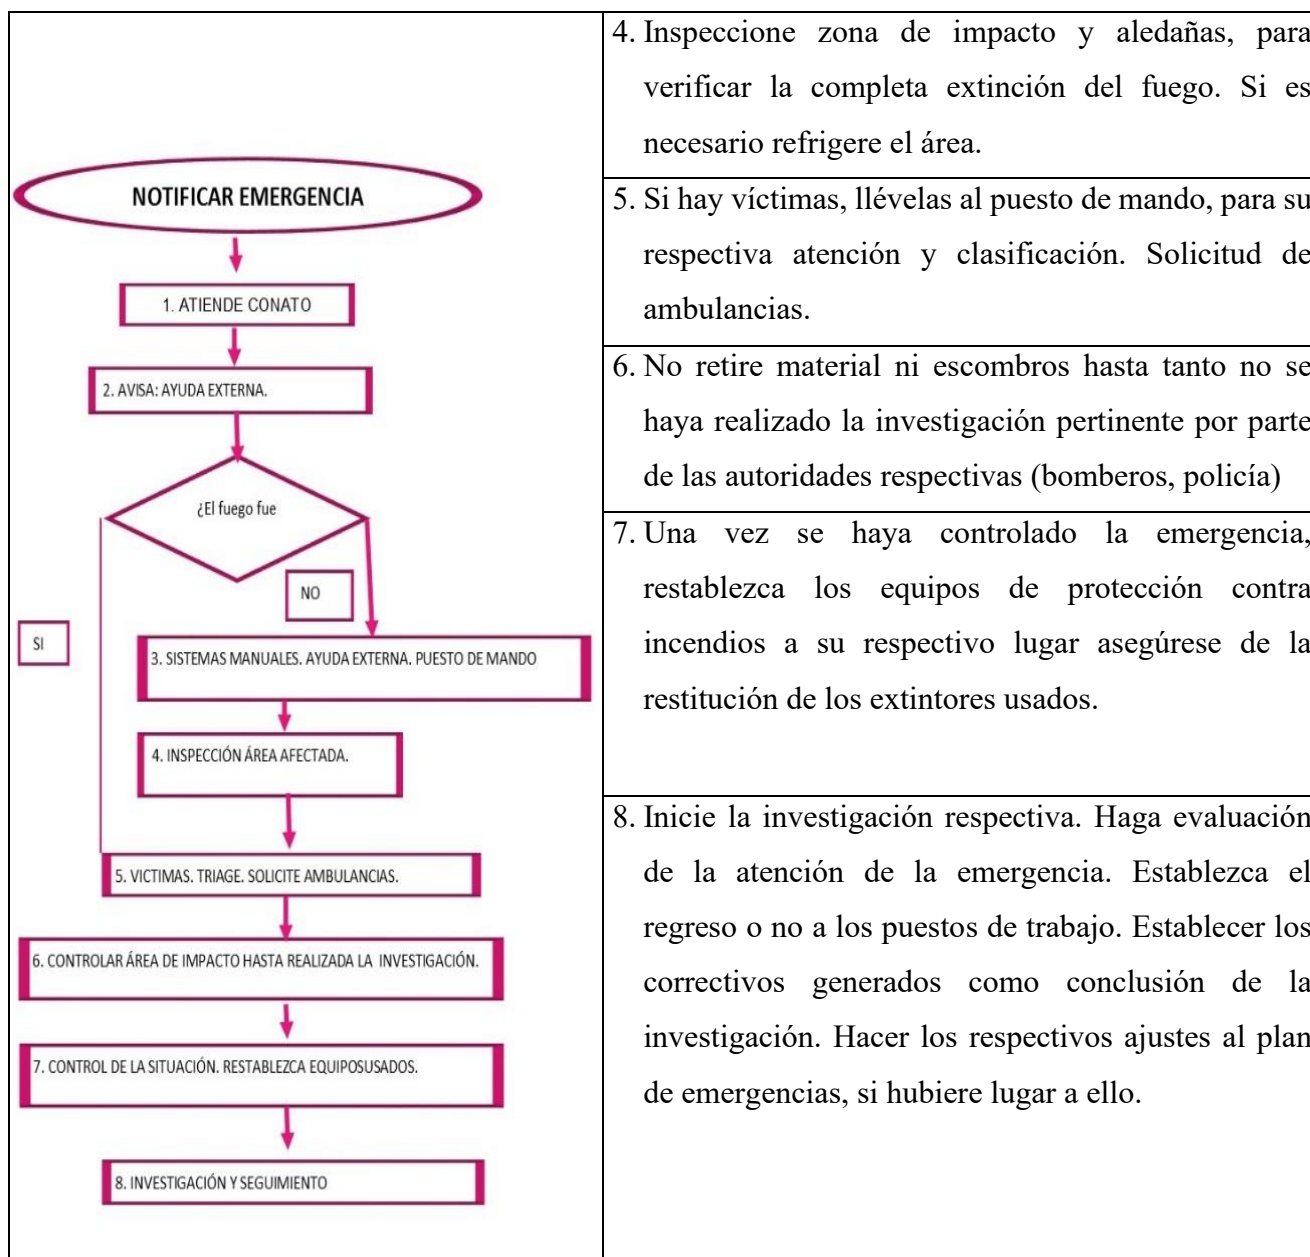 NOTIFICAR EMERGENCIA
1. ATIENDE CONATO
2. AVISA: AYUDA EXTERNA.
¿El fuego fue
NO
SI
3. SISTEMAS MANUALES. AYUDA EXTERNA. PUESTO DE MANDO
4. INSPECCIÓN ÁREA AFECTADA.
5. VICTIMAS. TRIAGE. SOLICITE AMBULANCIAS.
6. CONTROLAR ÁREA DE IMPACTO HASTA REALIZADA LA INVESTIGACIÓN.
7. CONTROL DE LA SITUACIÓN. RESTABLEZCA EQUIPOSUSADOS.
8. INVESTIGACIÓN Y SEGUIMIENTO
4. Inspeccione zona de impacto y aledañas, para
verificar la completa extinción del fuego. Si es
necesario refrigere el área.
5. Si hay víctimas, llévelas al puesto de mando, para su
respectiva atención y clasificación. Solicitud de
ambulancias.
6. No retire material ni escombros hasta tanto no se
haya realizado la investigación pertinente por parte
de las autoridades respectivas (bomberos, policía)
7. Una vez se haya controlado la emergencia,
restablezca los equipos de protección contra
incendios a su respectivo lugar asegúrese de la
restitución de los extintores usados.
8. Inicie la investigación respectiva. Haga evaluación
de la atención de la emergencia. Establezca el
regreso o no a los puestos de trabajo. Establecer los
correctivos generados como conclusión de la
investigación. Hacer los respectivos ajustes al plan
de emergencias, si hubiere lugar a ello.